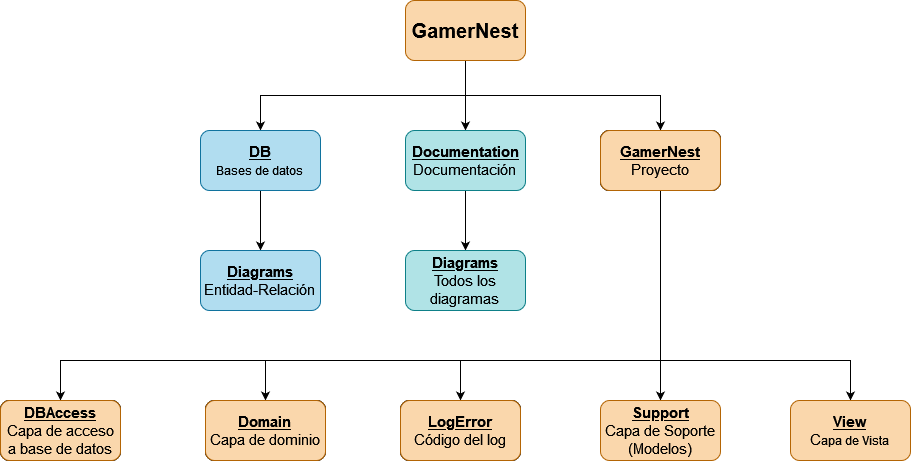 GamerNest
DB
Bases de datos
Documentation
Documentación
GamerNest
Proyecto
Diagrams
Entidad-Relación
Diagrams
Todos los
diagramas
DBAccess
Capa de acceso
a base de datos
Domain
Capa de dominio
LogError
Código del log
Support
Capa de Soporte
(Modelos)
View
Capa de Vista